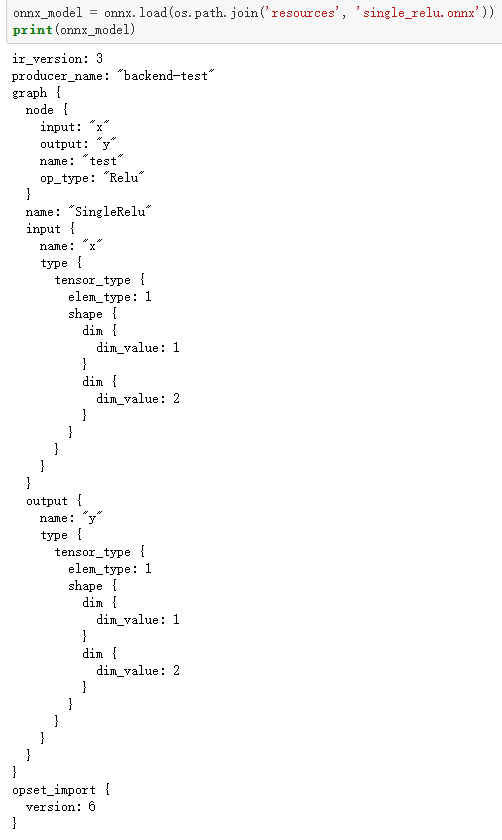 onnx_model = onnx.load(os.path.join('resources', 'single_relu.onnx'))
print(onnx_model)
ir_version: 3
producer_name: "backend-test"
graph {
  node {
    input: "x"
    output: "y"
    name: "test"
    op_type: "Relu"
  }
  name: "SingleRelu"
  input {
    name: "x"
    type {
      tensor_type {
        elem_type: 1
        shape {
          dim {
            dim_value: 1
          }
          dim {
            dim_value: 2
          }
        }
      }
    }
  }
  output {
    name: "y"
    type {
      tensor_type {
        elem_type: 1
        shape {
          dim {
            dim_value: 1
          }
          dim {
            dim_value: 2
          }
        }
      }
    }
  }
}
opset_import {
  version: 6
}